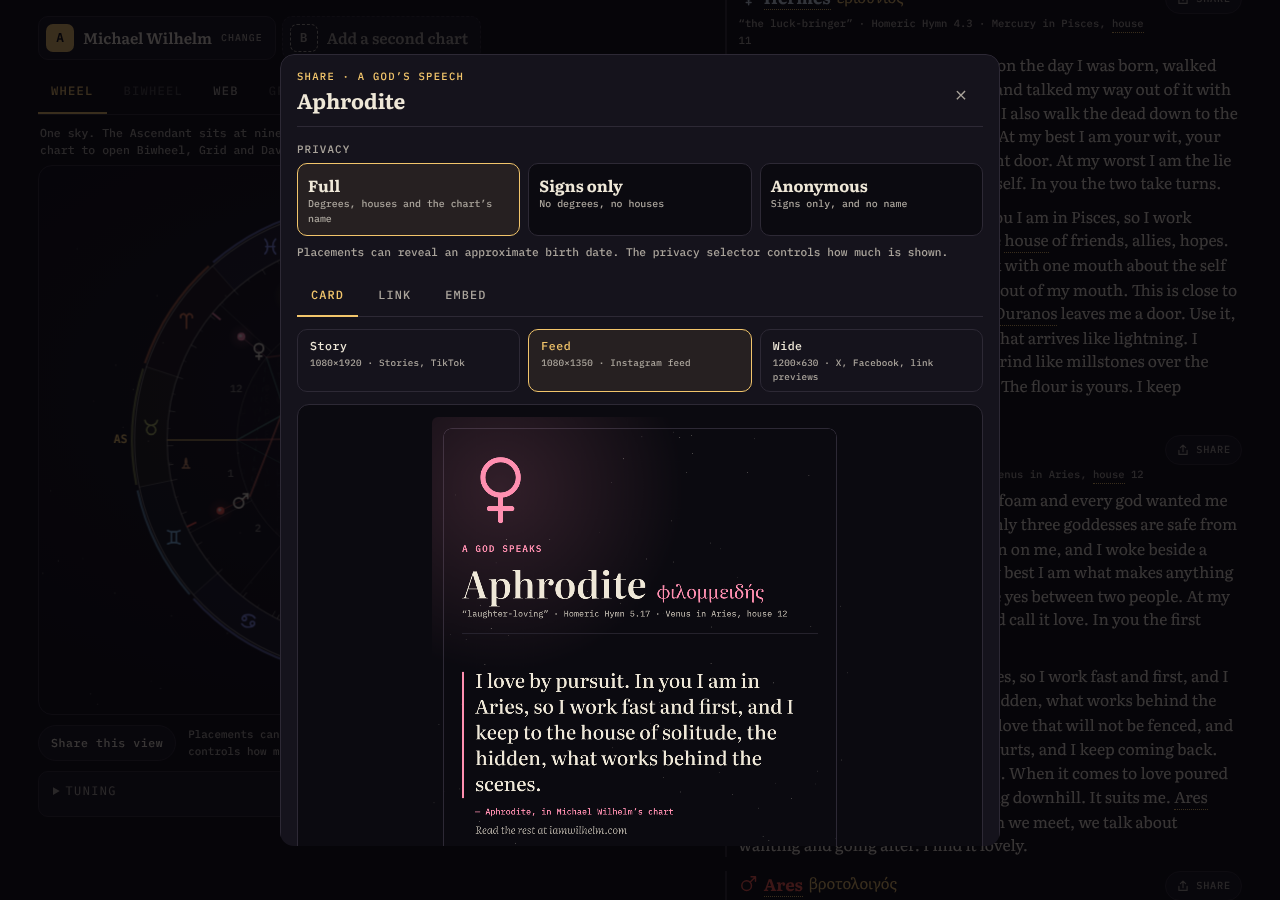 A
Michael Wilhelm
CHANGE
B
Add a second chart
WHEEL
BIWHEEL
WEB
One sky. The Ascendant sits at nine
chart to open Biwheel, Grid and Dav
AS
12
1
2
Share this view
Placements can
controls how m
TUNING
SHARE · A GOD’S SPEECH
Aphrodite
×
PRIVACY
Full
Degrees, houses and the chart’s
name
Signs only
No degrees, no houses
Anonymous
Signs only, and no name
Placements can reveal an approximate birth date. The privacy selector controls how much is shown.
CARD
LINK
EMBED
Story
1080×1920 · Stories, TikTok
Feed
1080×1350 · Instagram feed
Wide
1200×630 · X, Facebook, link
previews
A GOD SPEAKS
Aphrodite φιλομμειδής
“laughter-loving” · Homeric Hymn 5.17 · Venus in Aries, house 12
I love by pursuit. In you I am in
Aries, so I work fast and first, and I
keep to the house of solitude, the
hidden, what works behind the
scenes.
— Aphrodite, in Michael Wilhelm’s chart
Read the rest at iamwilhelm.com
Hermes ἐριούνιος
SHARE
“the luck-bringer” · Homeric Hymn 4.3 · Mercury in Pisces, house
11
on the day I was born, walked
and talked my way out of it with
I also walk the dead down to the
At my best I am your wit, your
nt door. At my worst I am the lie
self. In you the two take turns.
ou I am in Pisces, so I work
house of friends, allies, hopes.
with one mouth about the self
out of my mouth. This is close to
Ouranos leaves me a door. Use it,
hat arrives like lightning. I
rind like millstones over the
The flour is yours. I keep
SHARE
enus in Aries, house 12
foam and every god wanted me
nly three goddesses are safe from
n on me, and I woke beside a
best I am what makes anything
yes between two people. At my
d call it love. In you the first
es, so I work fast and first, and I
dden, what works behind the
love that will not be fenced, and
urts, and I keep coming back.
. When it comes to love poured
g downhill. It suits me. Ares
n we meet, we talk about
wanting and going after. I find it lovely.
Ares βροτολοιγός
SHARE